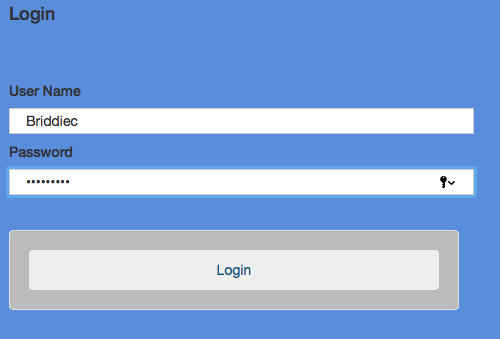 Login
User Name
Briddiec
Password
•••••••••
Login